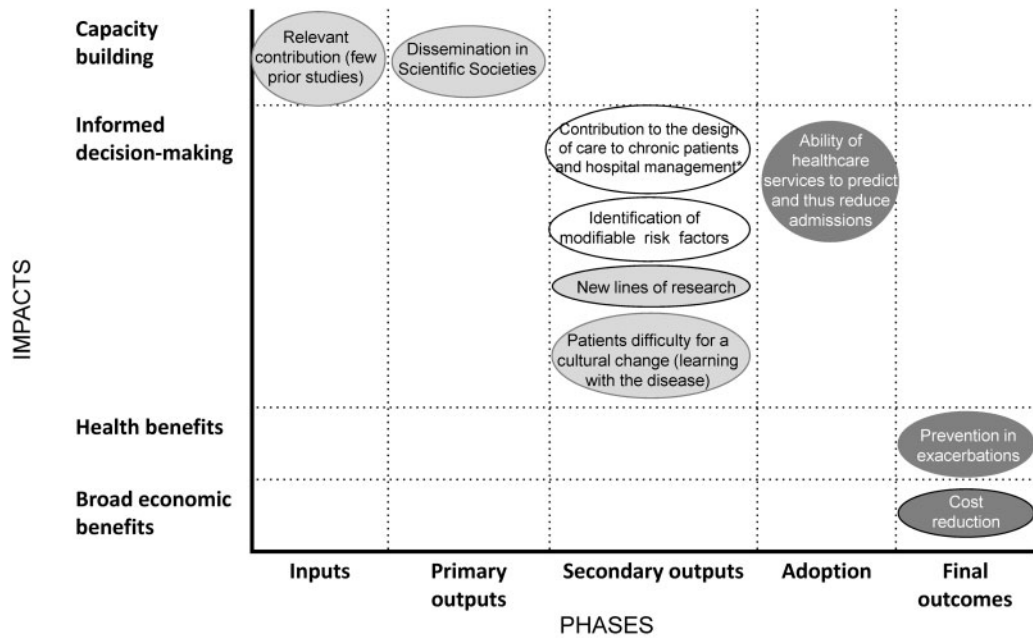 Capacity
building
Relevant
contribution (few
prior studies)
Dissemination in
Scientific Societies
Informed
decision-making
Contribution to the design
of care to chronic patients
and hospital management*
Ability of
healthcare
services to predict
and thus reduce
admissions
Identification of
modifiable risk factors
New lines of research
Patients difficulty for a
cultural change (learning
with the disease)
IMPACTS
Health benefits
Prevention in
exacerbations
Broad economic
benefits
Cost
reduction
Inputs
Primary
outputs
Secondary outputs
Adoption
Final
outcomes
PHASES